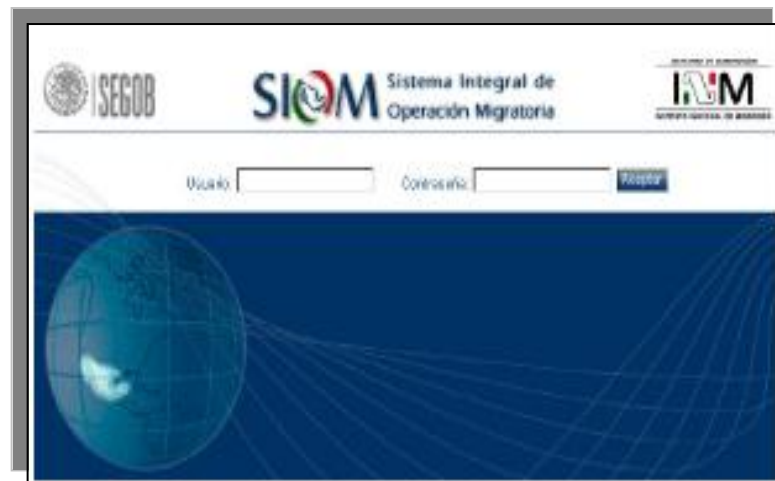 SEGOB
SIOM Sistema Integral de
Operación Migratoria
INM
Usuario: Contraseña: Aceptar